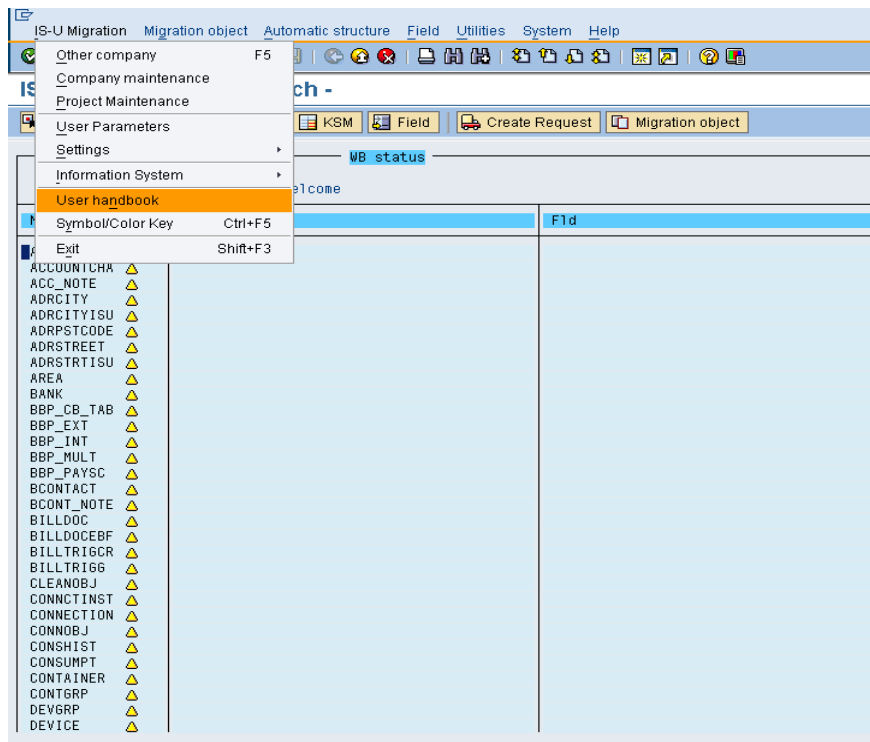 IS-U Migration Migration object Automatic structure Field Utilities System Help
Other company F5
Company maintenance
Project Maintenance
User Parameters
Settings
Information System
User handbook
Symbol/Color Key Ctrl+F5
Exit Shift+F3
IS
ch -
KSM Field Create Request Migration object
WB status
elcome
Fld
ACCOUNTCHA
ACC_NOTE
ADRCITY
ADRCITYISU
ADRPSTCODE
ADRSTREET
ADRSTRTISU
AREA
BANK
BBP_CB_TAB
BBP_EXT
BBP_INT
BBP_MULT
BBP_PAYSC
BCONTACT
BCONT_NOTE
BILLDOC
BILLDOCEBF
BILLTRIGCR
BILLTRIGG
CLEANOBJ
CONNCTINST
CONNECTION
CONNOBJ
CONSHIST
CONSUMPT
CONTAINER
CONTGRP
DEVGRP
DEVICE